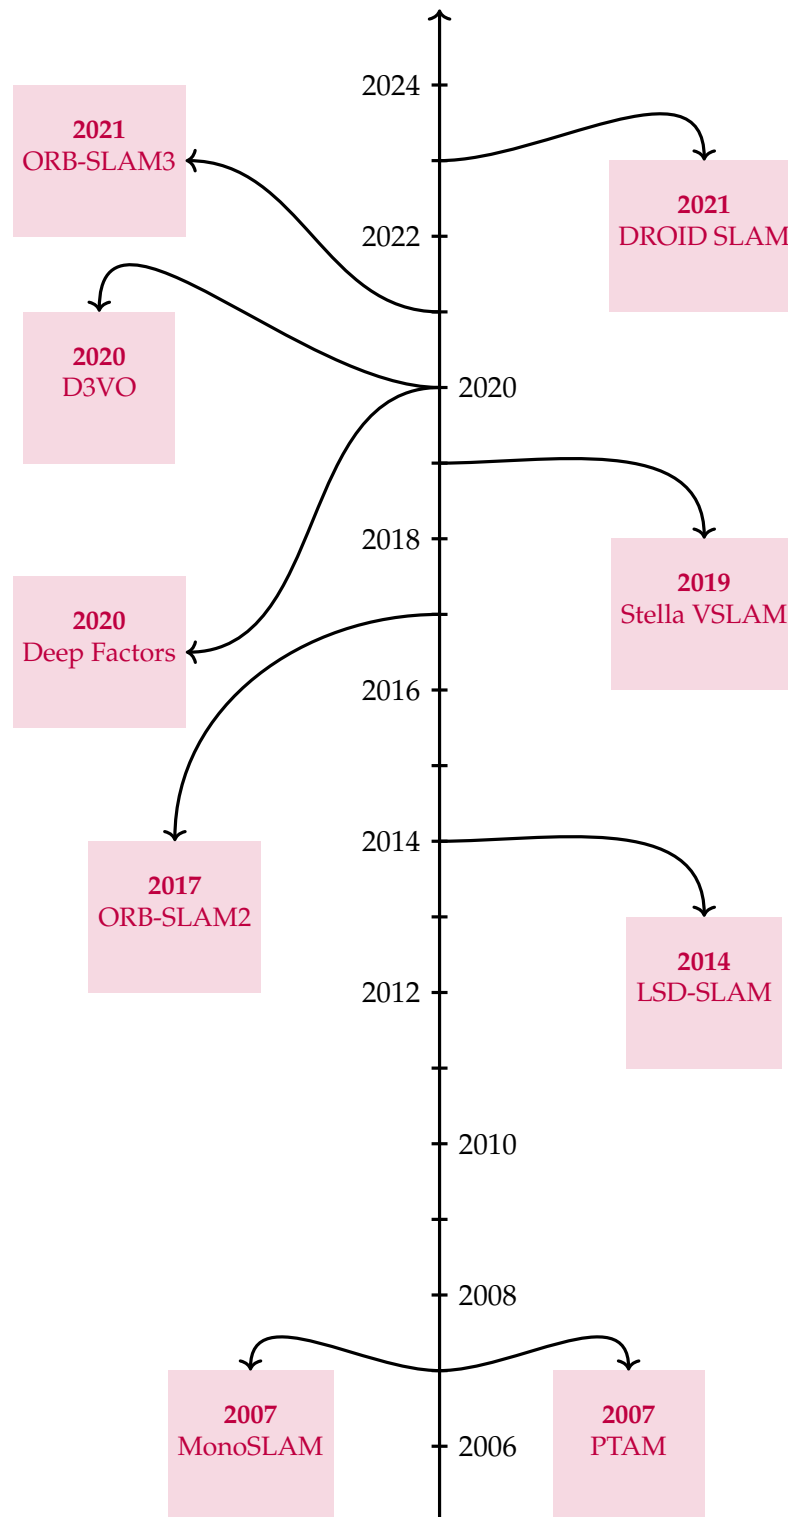 2024
2021
ORB-SLAM3
2021
DROID SLAM
2022
2020
D3VO
2020
2018
2019
Stella VSLAM
2020
Deep Factors
2016
2014
2017
ORB-SLAM2
2014
LSD-SLAM
2012
2010
2008
2007
MonoSLAM
2007
PTAM
2006